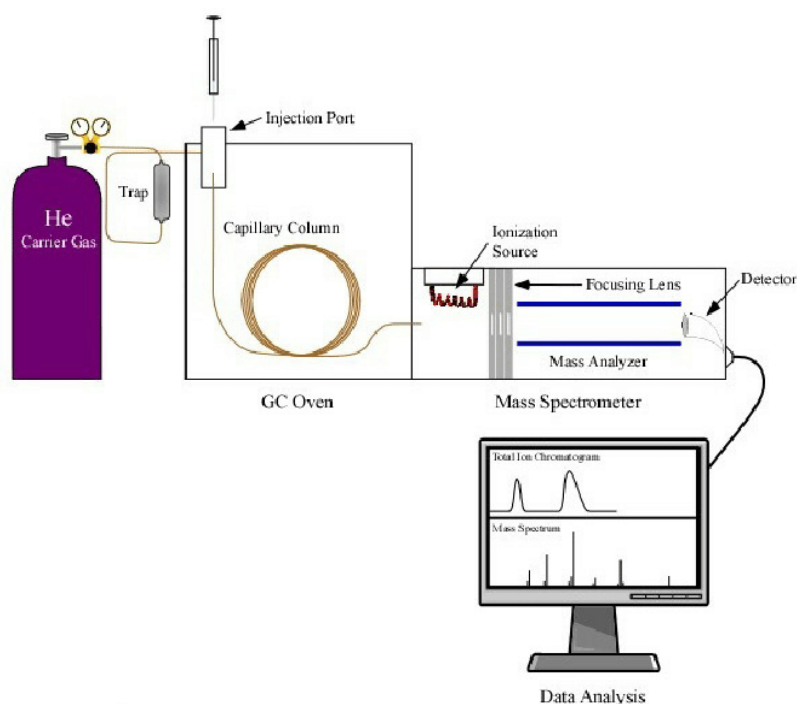 Injection Port
Trap
He
Carrier Gas
Capillary Column
Ionization
Source
Focusing Lens
Detector
Mass Analyzer
GC Oven
Mass Spectrometer
Total Ion Chromatogram
Mass Spectrum
Data Analysis